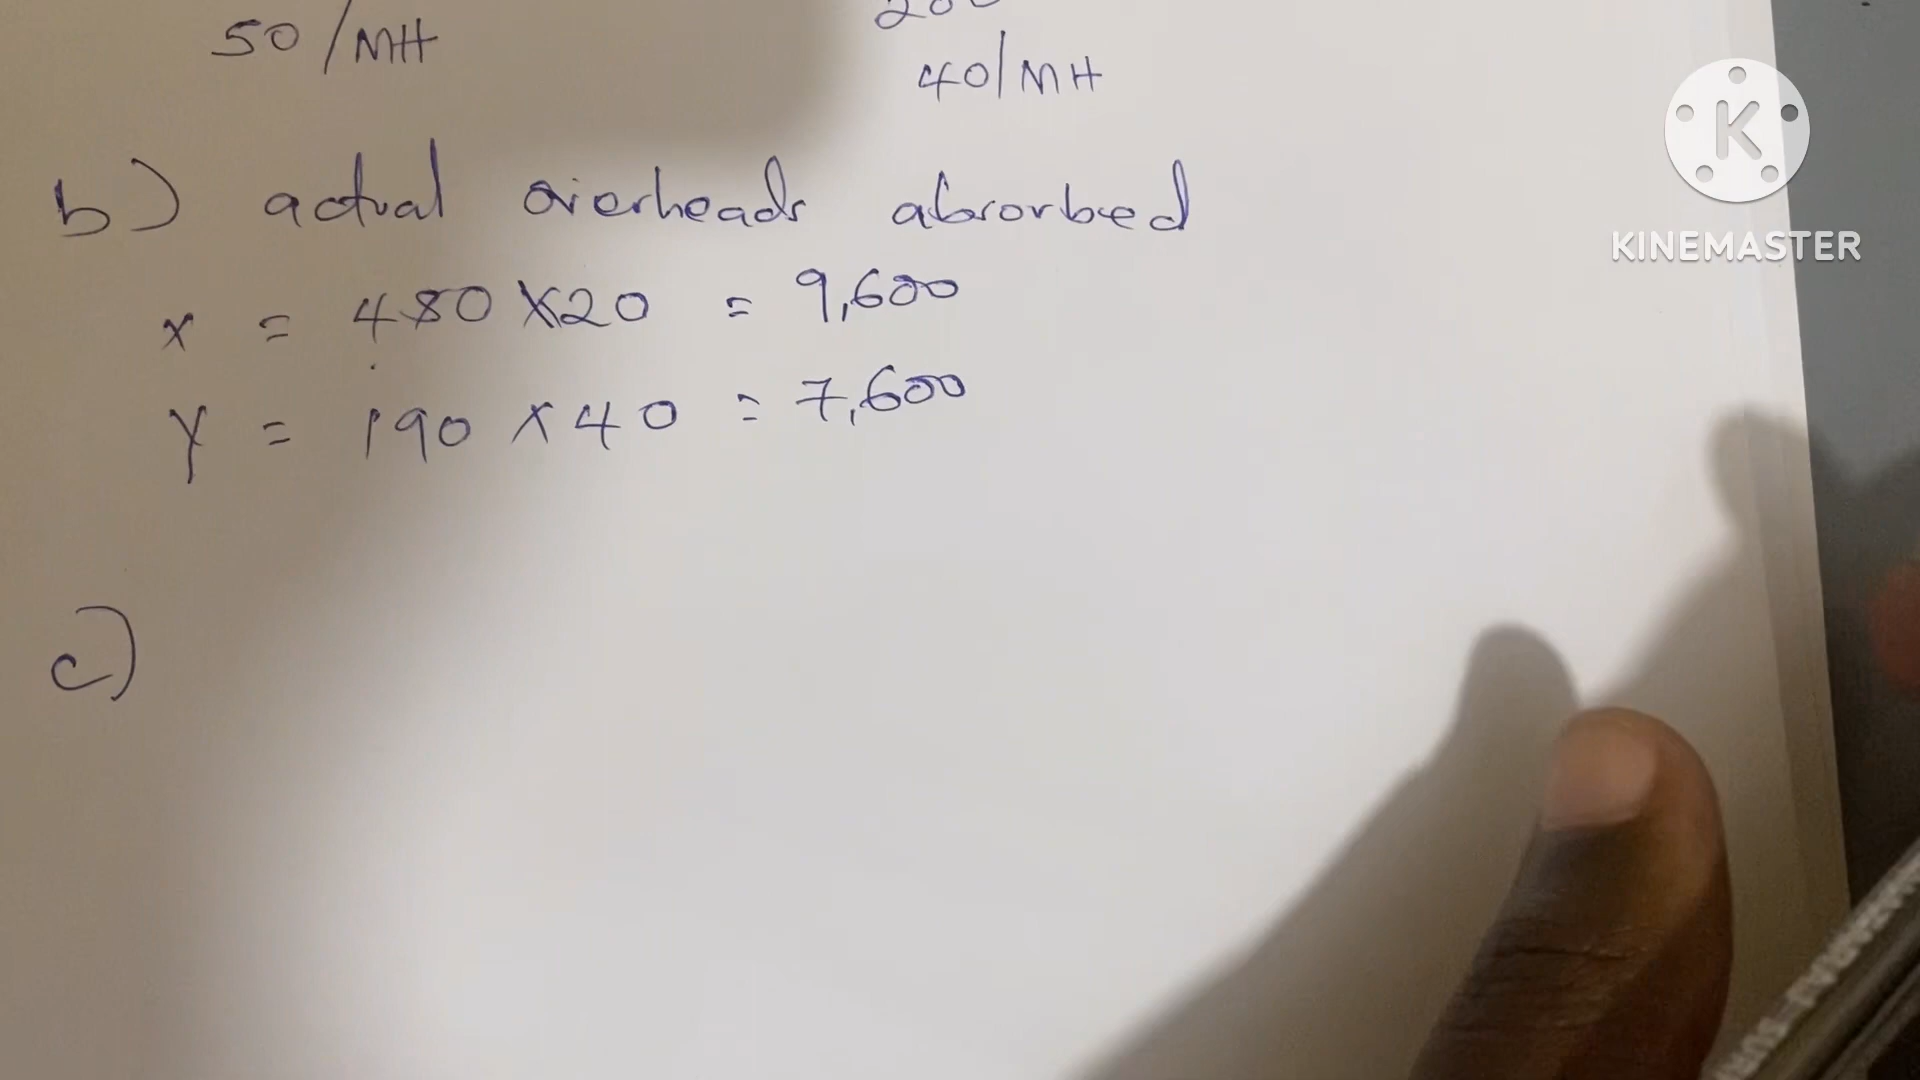 50/MH
40/MH
b) actual overheads absorbed
x = 480 x 20 = 9,600
y = 190 x 40 = 7,600
c)
K
KINEMASTER